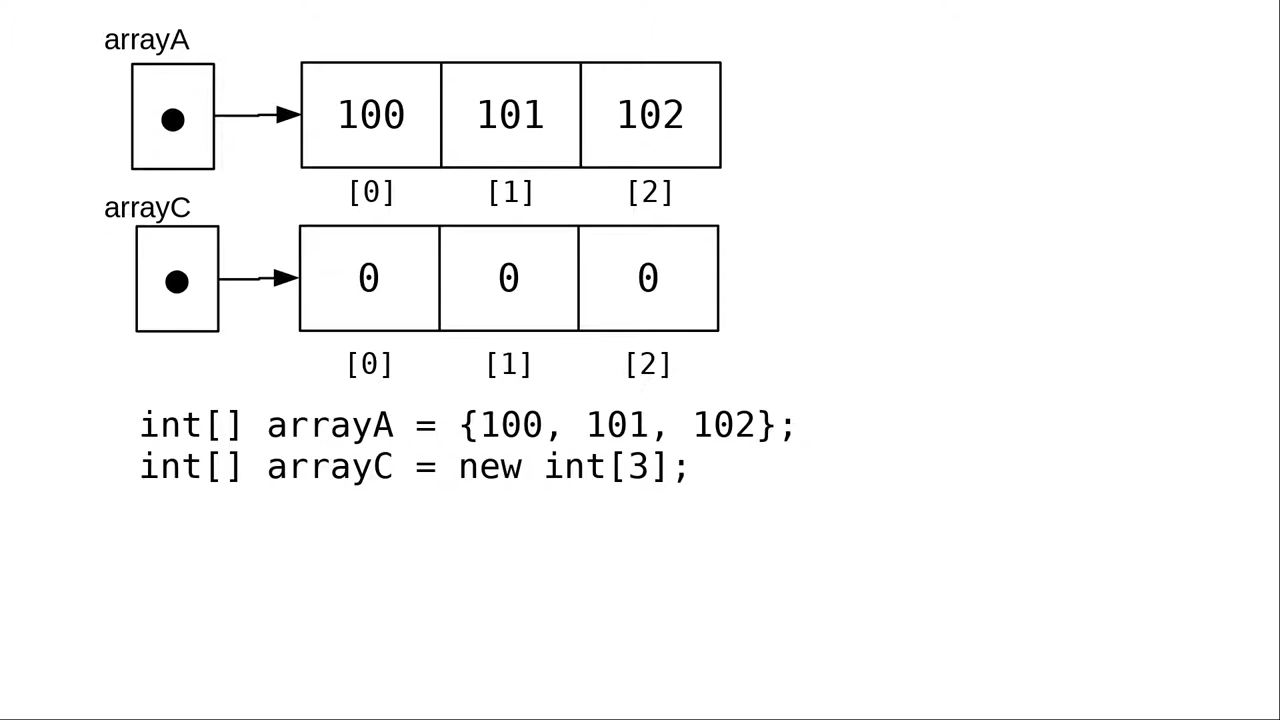 arrayA
100 101 102
[0] [1] [2]
arrayC
0 0 0
[0] [1] [2]
int[] arrayA = {100, 101, 102};
int[] arrayC = new int[3];